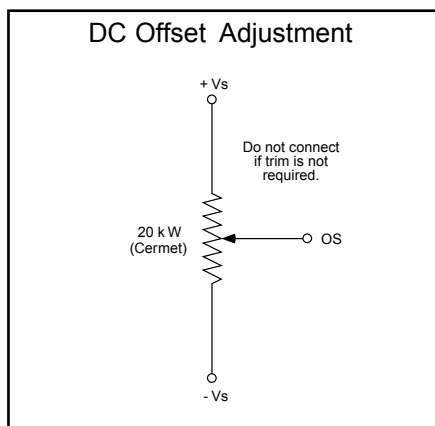 DC Offset Adjustment
+ Vs
Do not connect
if trim is not
required.
20 k W
(Cermet)
OS
- Vs